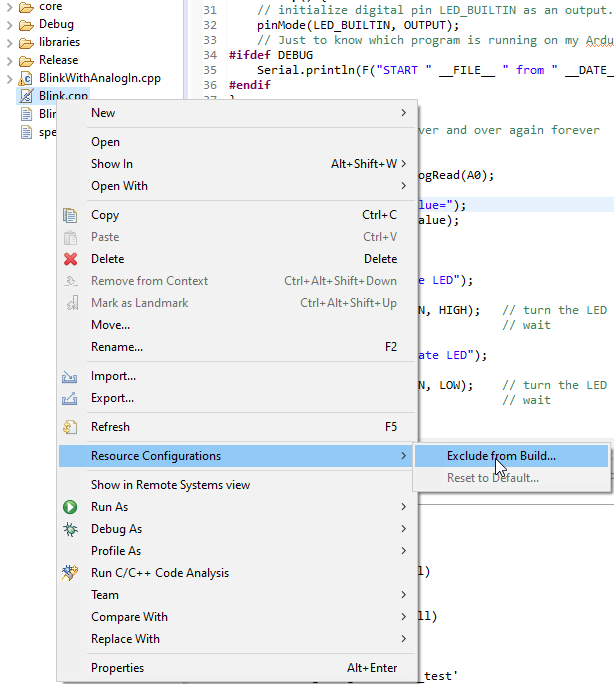 core
Debug
libraries
Release
BlinkWithAnalogIn.cpp
Blink.cpp
Blin
spe
31 // initialize digital pin LED_BUILTIN as an output.
32 pinMode(LED_BUILTIN, OUTPUT);
33 // Just to know which program is running on my Ardu
34 #ifdef DEBUG
35 Serial.println(F("START " __FILE__ " from " __DATE_
36 #endif
37 }
ver and over again forever
ogRead(A0);
lue=");
alue);
e LED");
N, HIGH); // turn the LED
// wait
ate LED");
N, LOW); // turn the LED
// wait
l)
ll)
_test'
New
Open
Show In Alt+Shift+W
Open With
Copy Ctrl+C
Paste Ctrl+V
Delete Delete
Remove from Context Ctrl+Alt+Shift+Down
Mark as Landmark Ctrl+Alt+Shift+Up
Move...
Rename... F2
Import...
Export...
Refresh F5
Resource Configurations
Exclude from Build...
Reset to Default...
Show in Remote Systems view
Run As
Debug As
Profile As
Run C/C++ Code Analysis
Team
Compare With
Replace With
Properties Alt+Enter